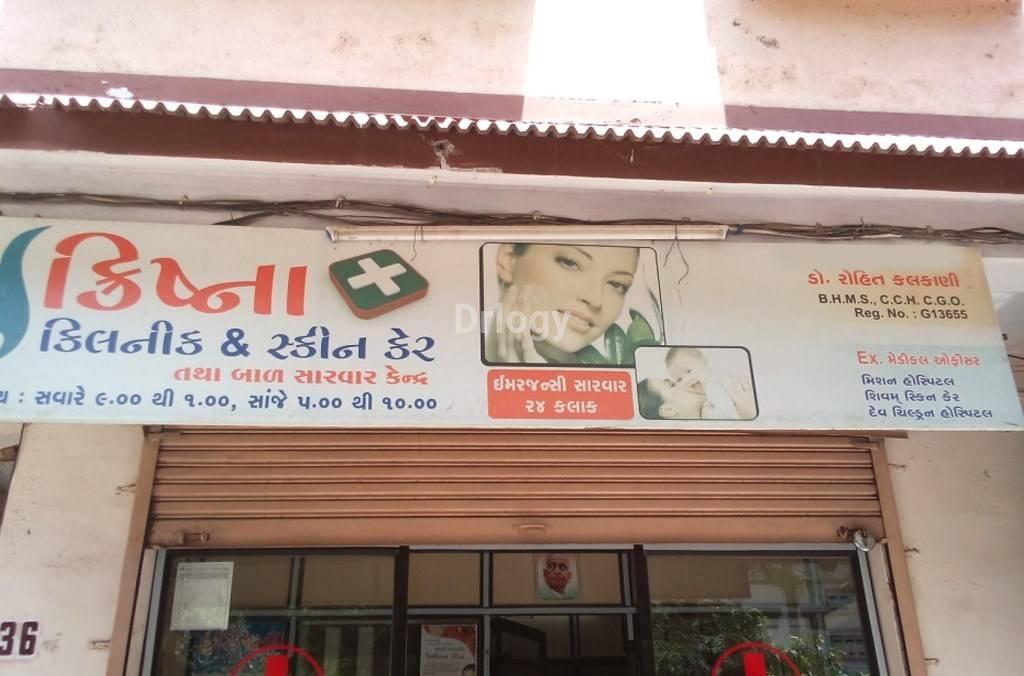 ક્રિષ્ના
ક્લિનીક & સ્કીન કેર
તથા બાળ સારવાર કેન્દ્ર
: સવારે ૯.૦૦ થી ૧.૦૦, સાંજે ૫.૦૦ થી ૧૦.૦૦
Drlogy
ઈમરજન્સી સારવાર
૨૪ કલાક
ડો. રોહિત કલકાણી
B.H.M.S., C.C.H. C.G.O.
Reg. No. : G13655
Ex. મેડીકલ ઓફીસર
મિશન હોસ્પિટલ
શિવમ્ સ્કિન કેર
દેવ ચિલ્ડ્રન હોસ્પિટલ
36